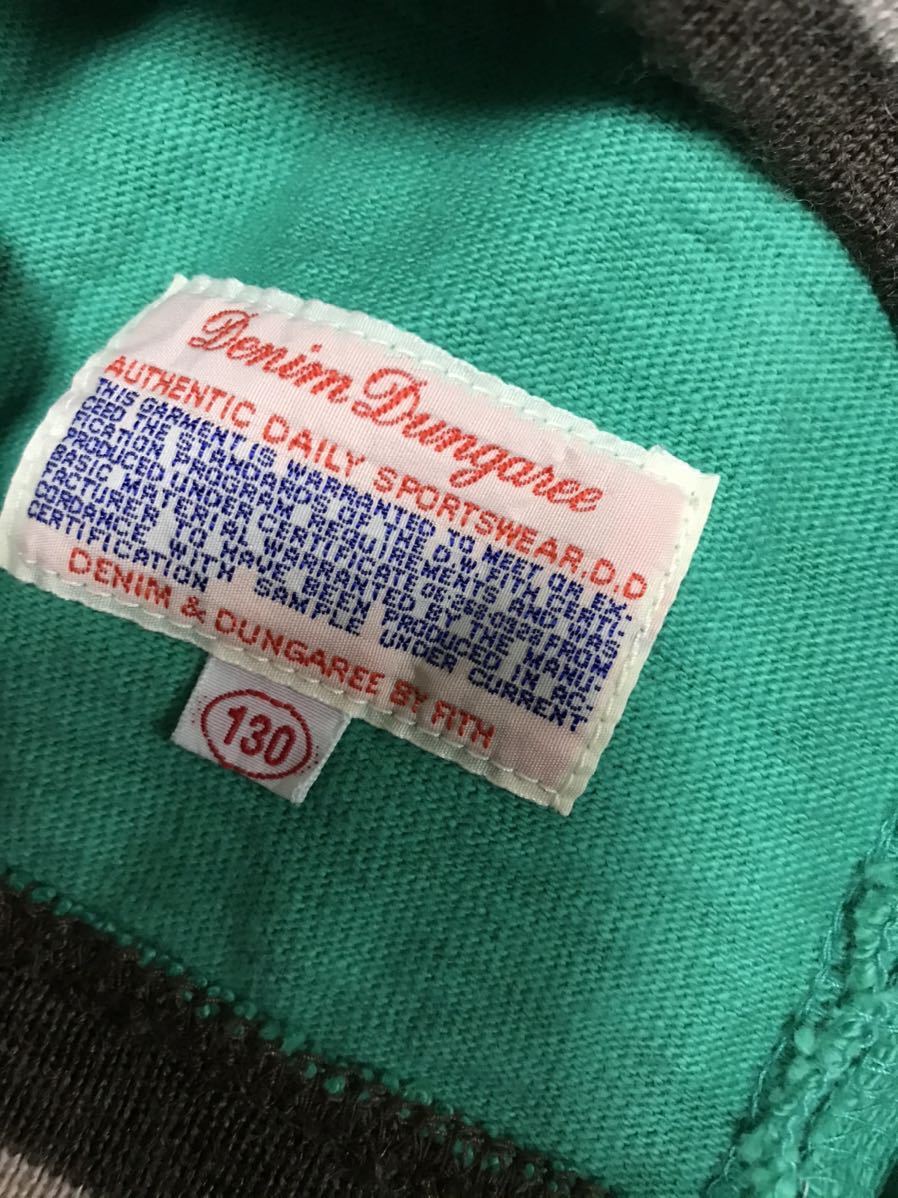 Denim Dungaree
AUTHENTIC DAILY SPORTSWEAR.D.D
THIS GARMENT IS WARRANTED TO MEET OR EX-
CEED THE STANDARDS OF THE D.W.FITH CERTI-
FICATION PROGRAM REQUIREMENTS AND WAS
PRODUCED UNDER CERTIFICATE FROM
BASIC MATERIAL WARRANTED BY THE MANU-
FACTURER TO HAVE BEEN PRODUCED IN AC-
CORDANCE WITH SAMPLE UNDER CURRENT
CERTIFICATION
DENIM & DUNGAREE BY FITH
130